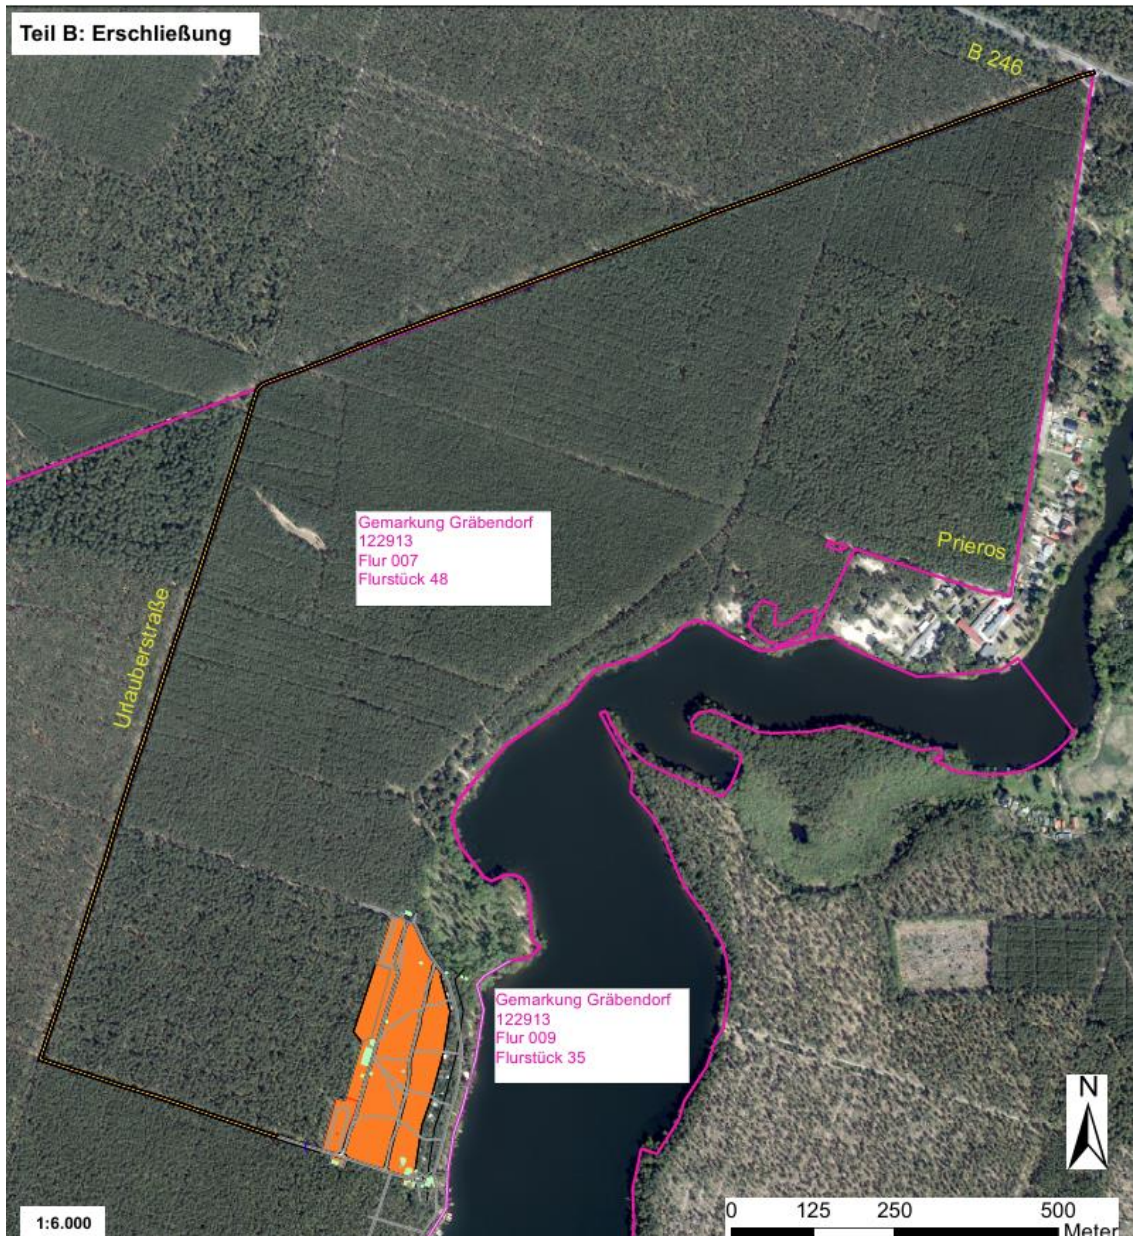 Teil B: Erschließung
B 246
Gemarkung Gräbendorf
122913
Flur 007
Flurstück 48
Prieros
Urlauberstraße
Gemarkung Gräbendorf
122913
Flur 009
Flurstück 35
N
1:6.000
0 125 250 500
Meter